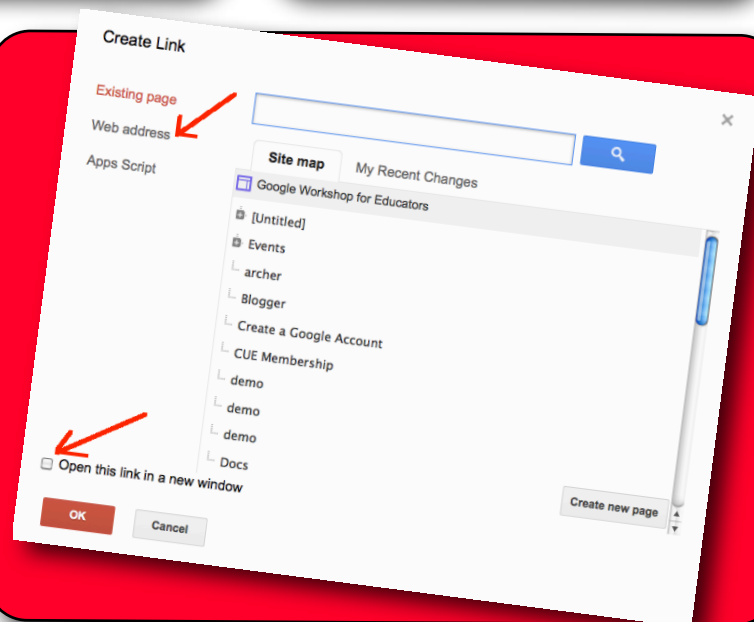 Create Link
Existing page
Web address
Apps Script
Site map
My Recent Changes
Google Workshop for Educators
[Untitled]
Events
archer
Blogger
Create a Google Account
CUE Membership
demo
demo
demo
Docs
Create new page
Open this link in a new window
OK
Cancel